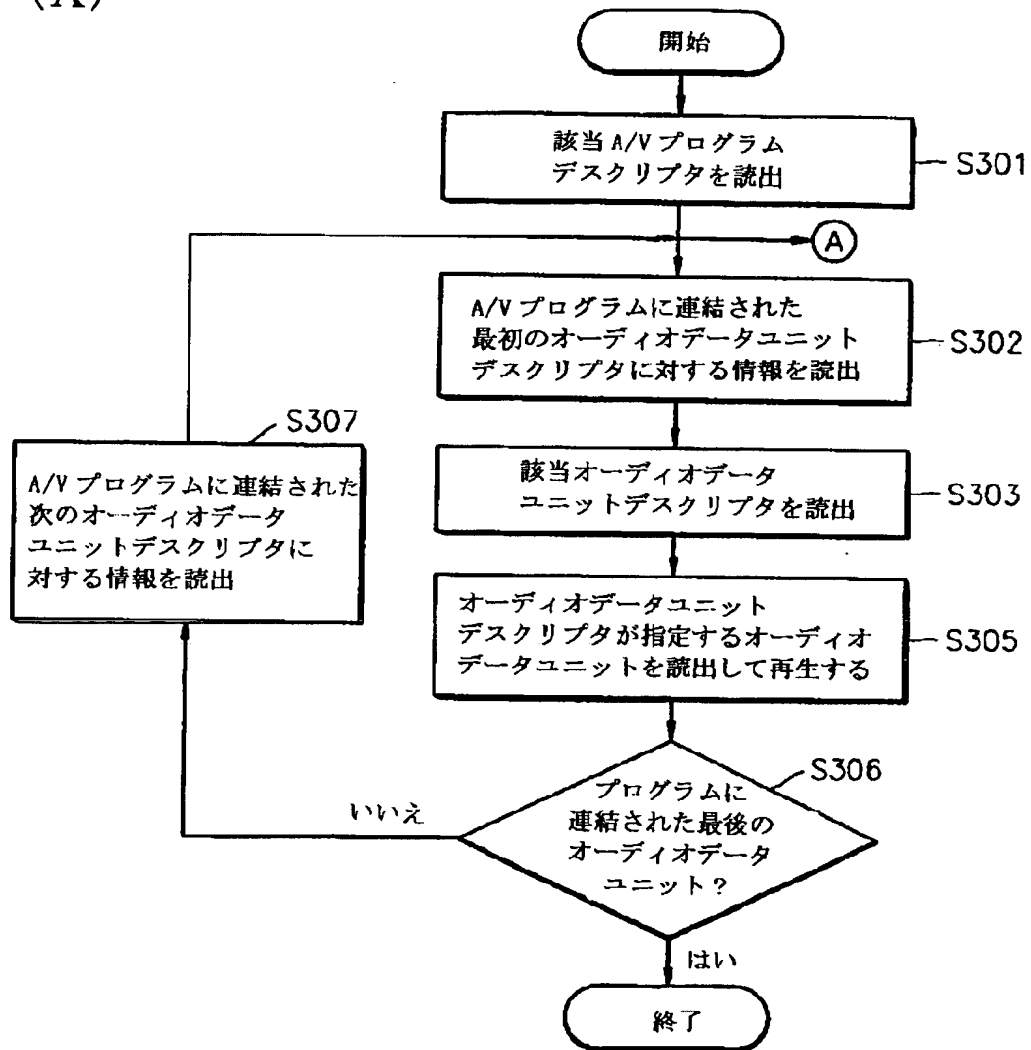 (A)
開始
該当A/Vプログラム
デスクリプタを読出
S301
A
A/Vプログラムに連結された
最初のオーディオデータユニット
デスクリプタに対する情報を読出
S302
S307
A/Vプログラムに連結された
次のオーディオデータ
ユニットデスクリプタに
対する情報を読出
該当オーディオデータ
ユニットデスクリプタを読出
S303
オーディオデータユニット
デスクリプタが指定するオーディオ
データユニットを読出して再生する
S305
S306
プログラムに
連結された最後の
オーディオデータ
ユニット?
いいえ
はい
終了